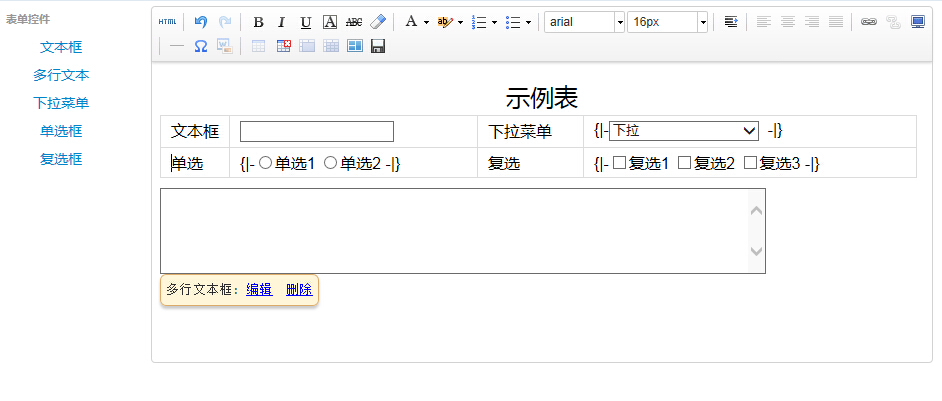 表单控件
文本框
多行文本
下拉菜单
单选框
复选框
HTML B I U A ABC A ab arial 16px
Ω W
示例表
文本框 下拉菜单 {|-下拉 -|}
单选 {|-单选1 单选2 -|} 复选 {|-复选1 复选2 复选3 -|}
多行文本框：编辑 删除